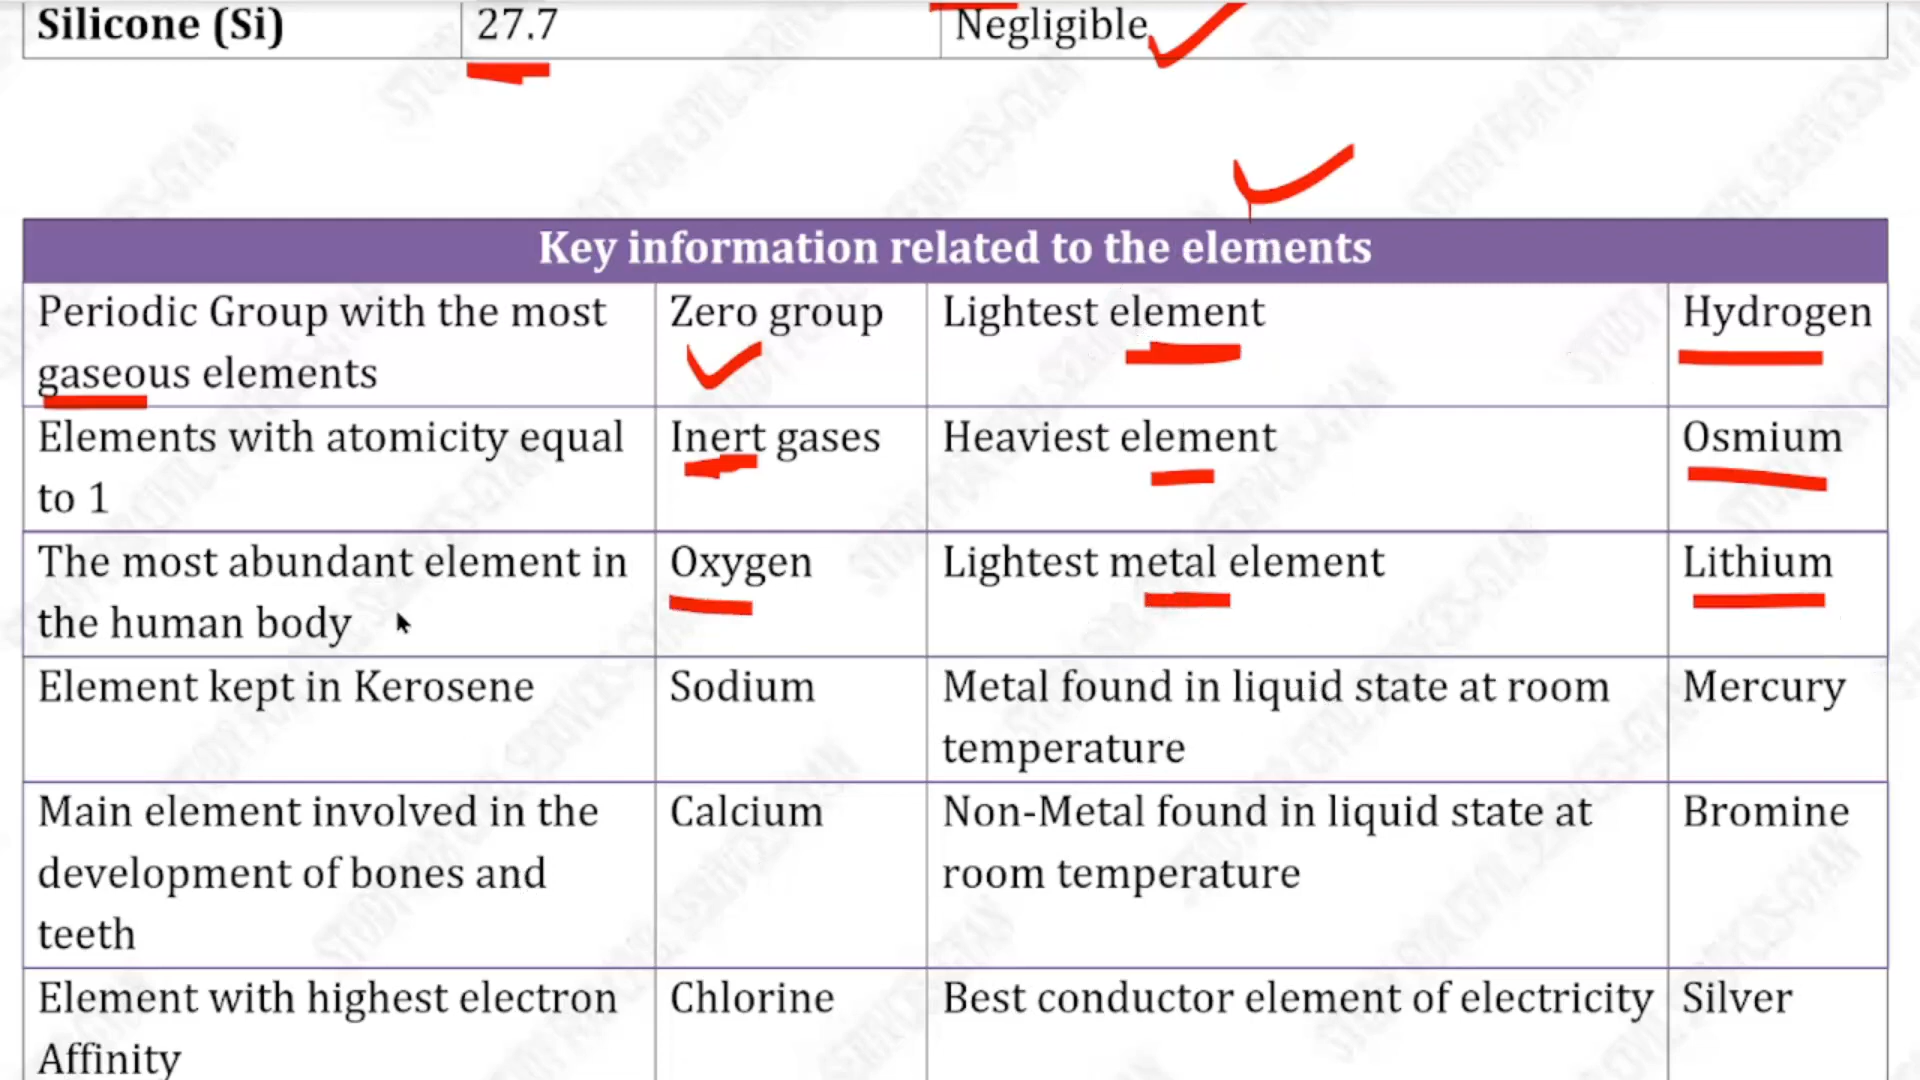 Silicone (Si) 27.7 Negligible
Key information related to the elements
Periodic Group with the most Zero group Lightest element Hydrogen
gaseous elements
Elements with atomicity equal Inert gases Heaviest element Osmium
to 1
The most abundant element in Oxygen Lightest metal element Lithium
the human body
Element kept in Kerosene Sodium Metal found in liquid state at room Mercury
temperature
Main element involved in the Calcium Non-Metal found in liquid state at Bromine
development of bones and room temperature
teeth
Element with highest electron Chlorine Best conductor element of electricity Silver
Affinity